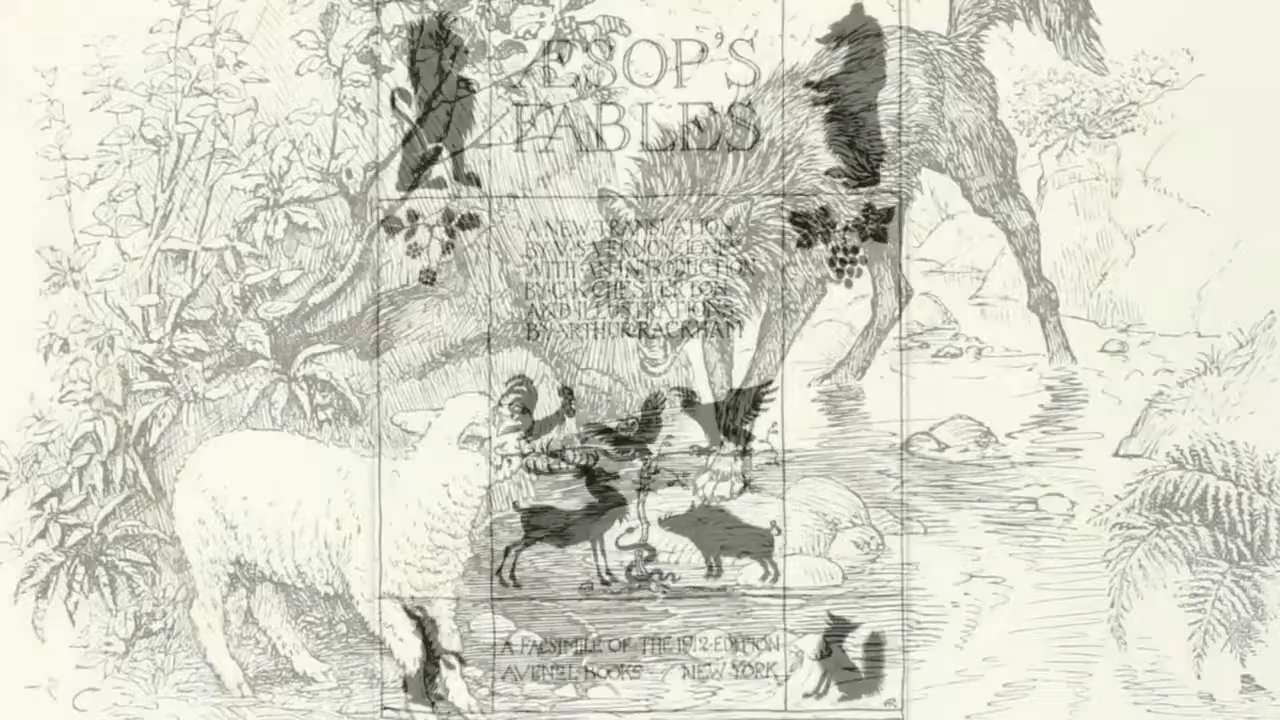 ÆSOP'S
FABLES
A NEW TRANSLATION
BY V. S. VERNON JONES
WITH AN INTRODUCTION
BY G. K. CHESTERTON
AND ILLUSTRATIONS
BY ARTHUR RACKHAM
A FACSIMILE OF THE 1912 EDITION
AVENEL BOOKS / NEW YORK